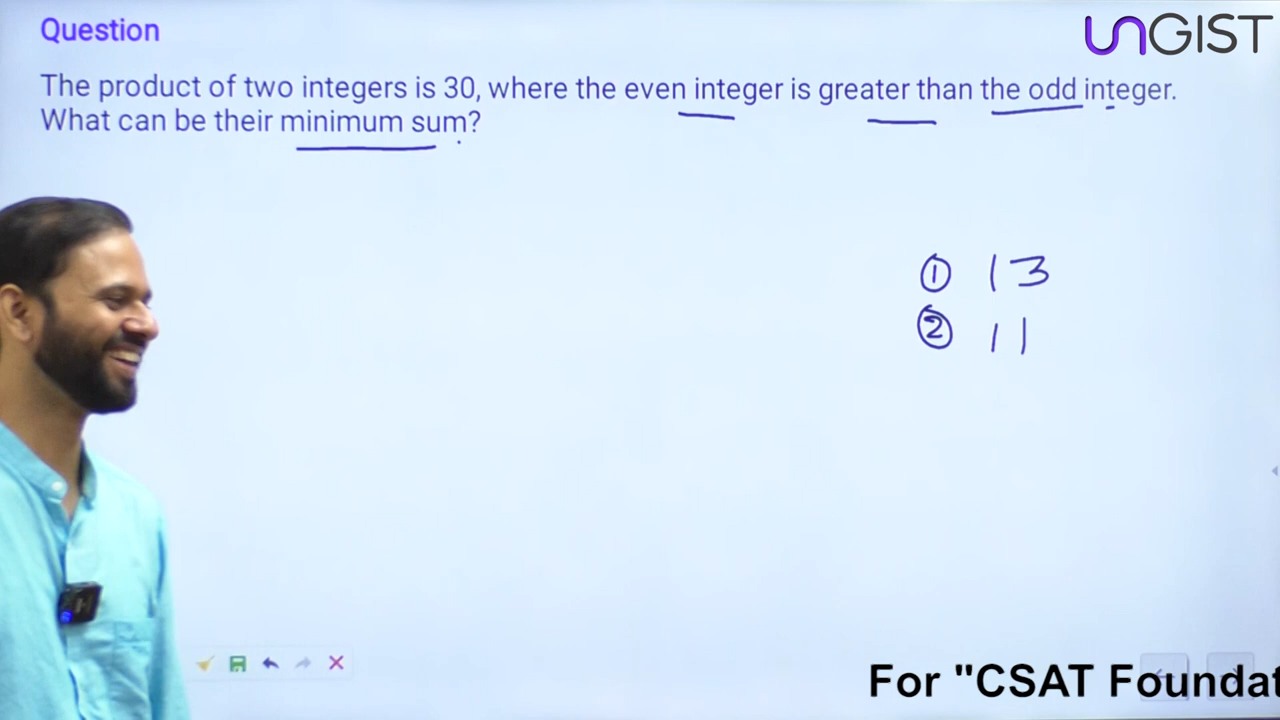 Question
UNGIST
The product of two integers is 30, where the even integer is greater than the odd integer.
What can be their minimum sum?
① 13
② 11
For "CSAT Foundat